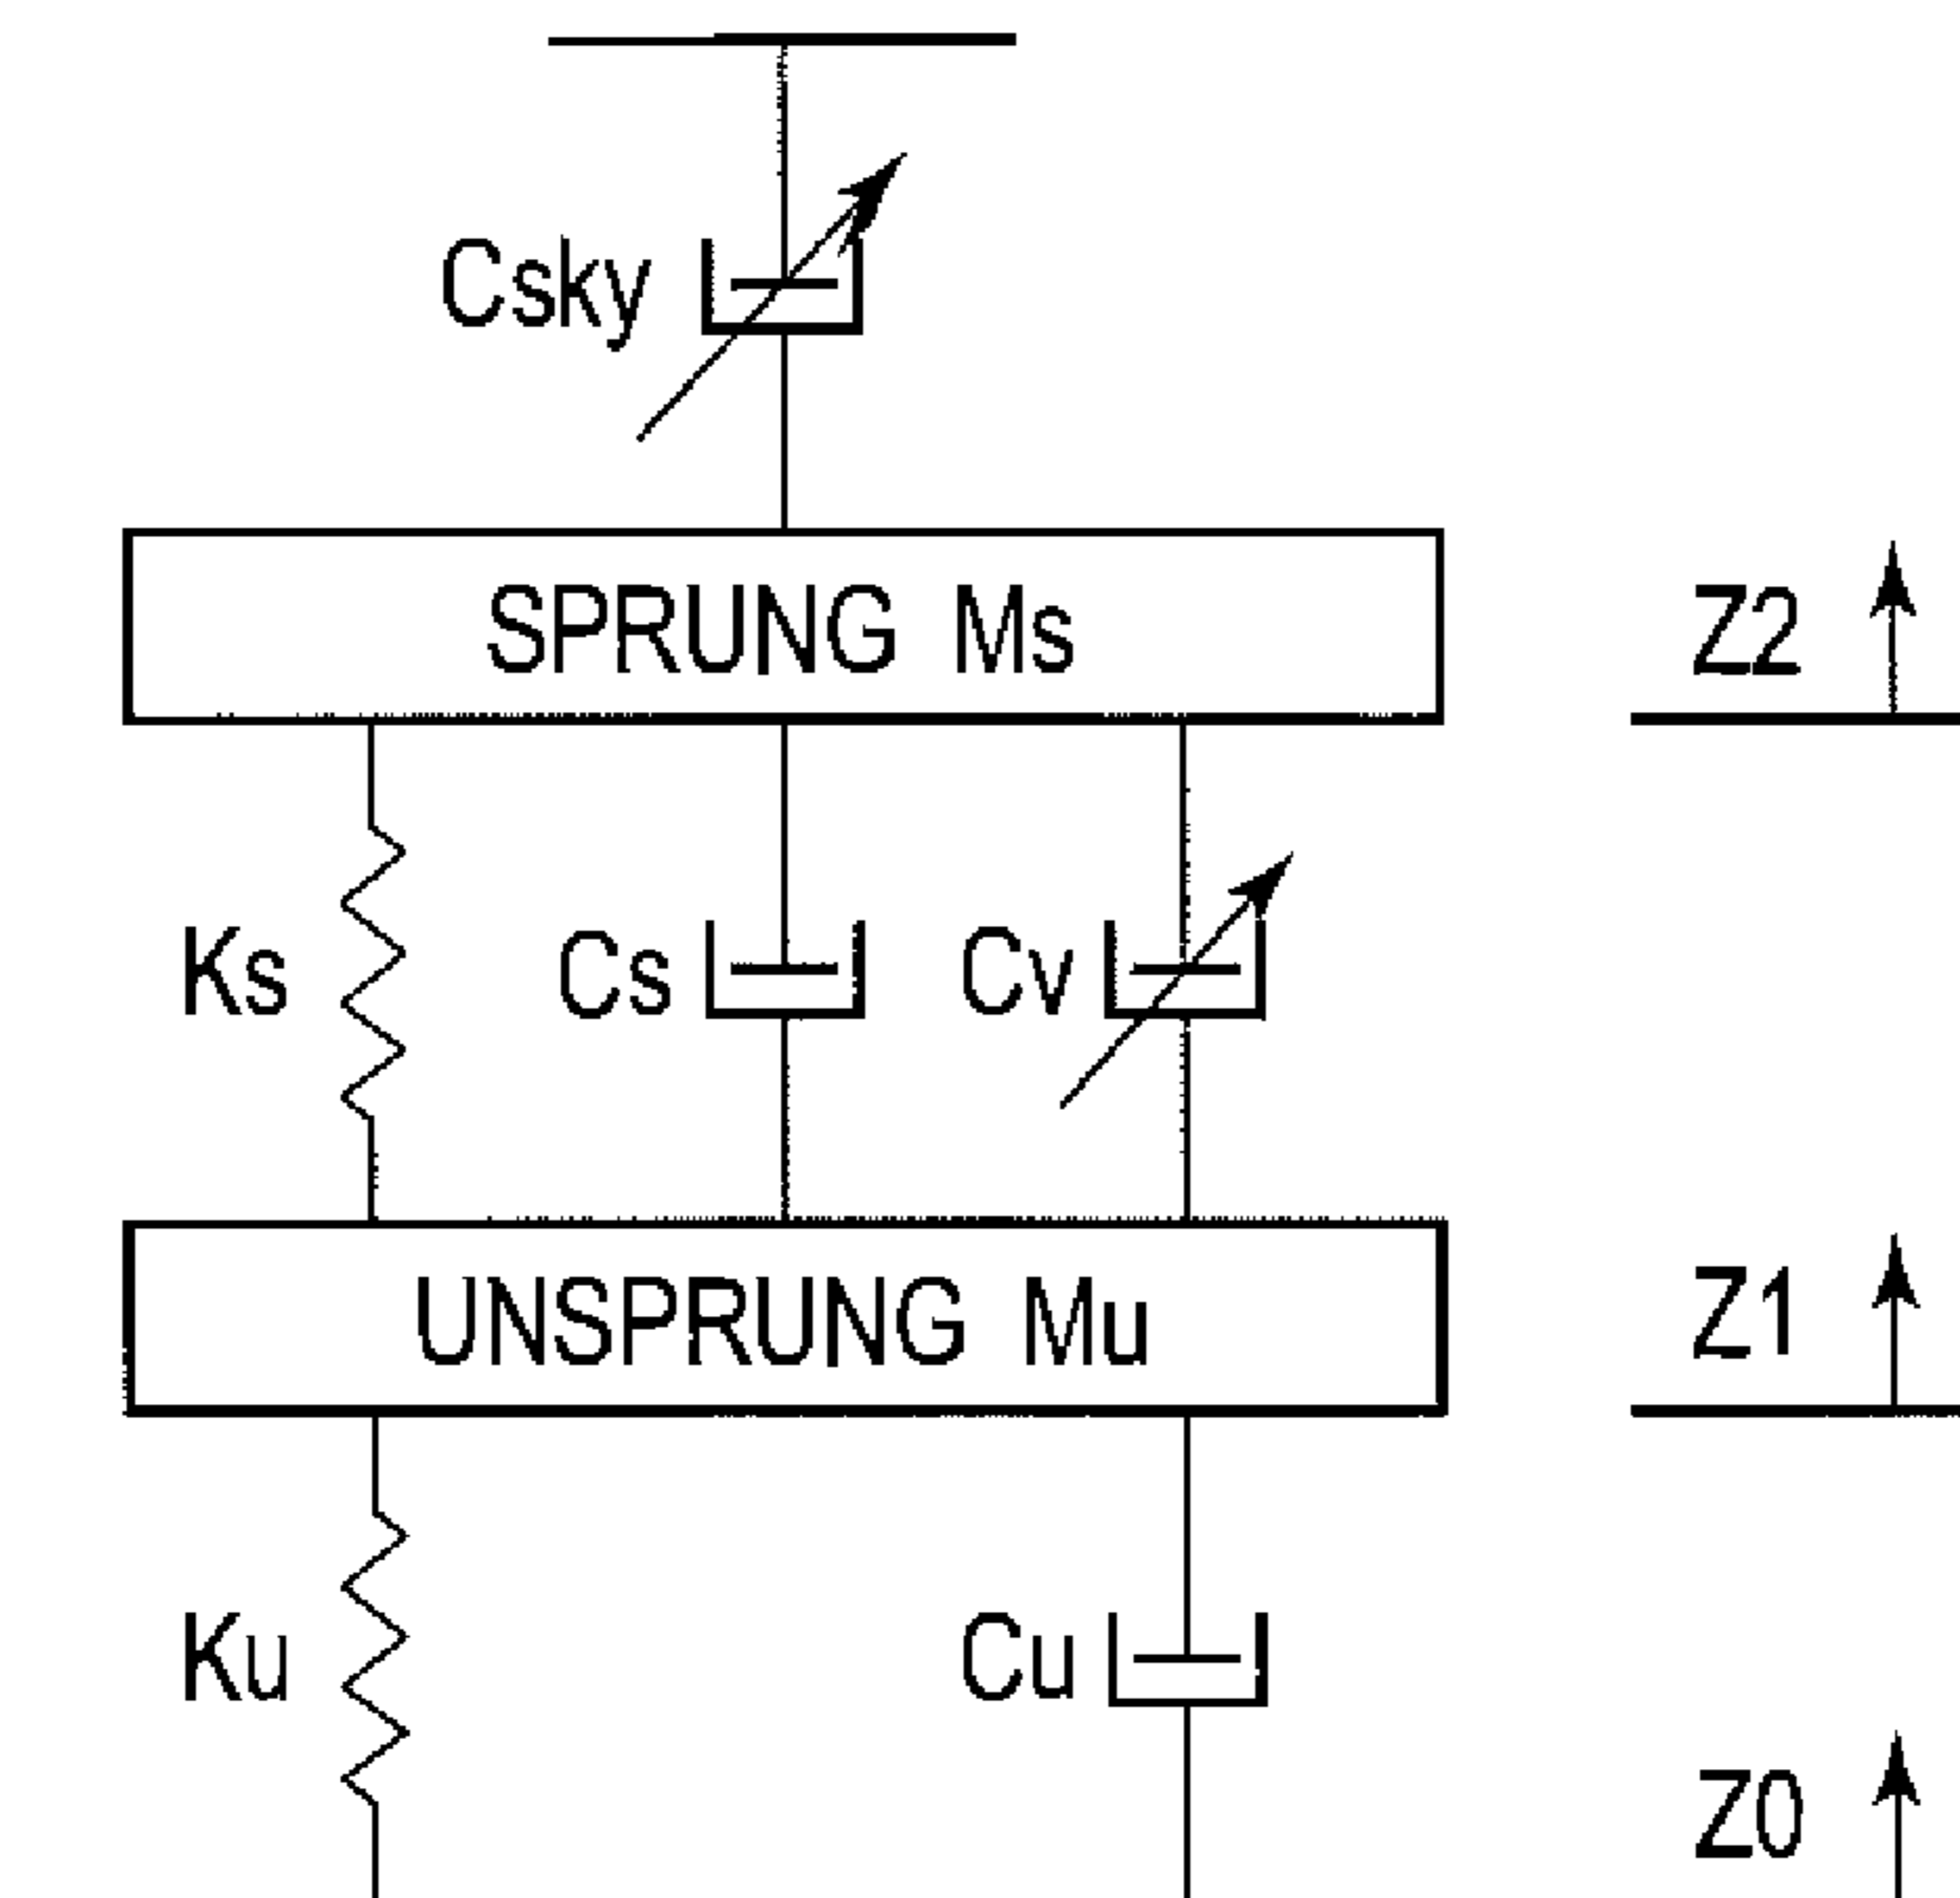 Csky
SPRUNG Ms
Z2
Ks
Cs
Cv
UNSPRUNG Mu
Z1
Ku
Cu
Z0